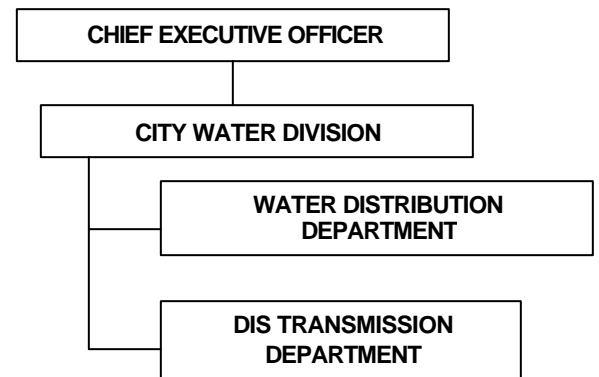 CHIEF EXECUTIVE OFFICER
CITY WATER DIVISION
WATER DISTRIBUTION
DEPARTMENT
DIS TRANSMISSION
DEPARTMENT